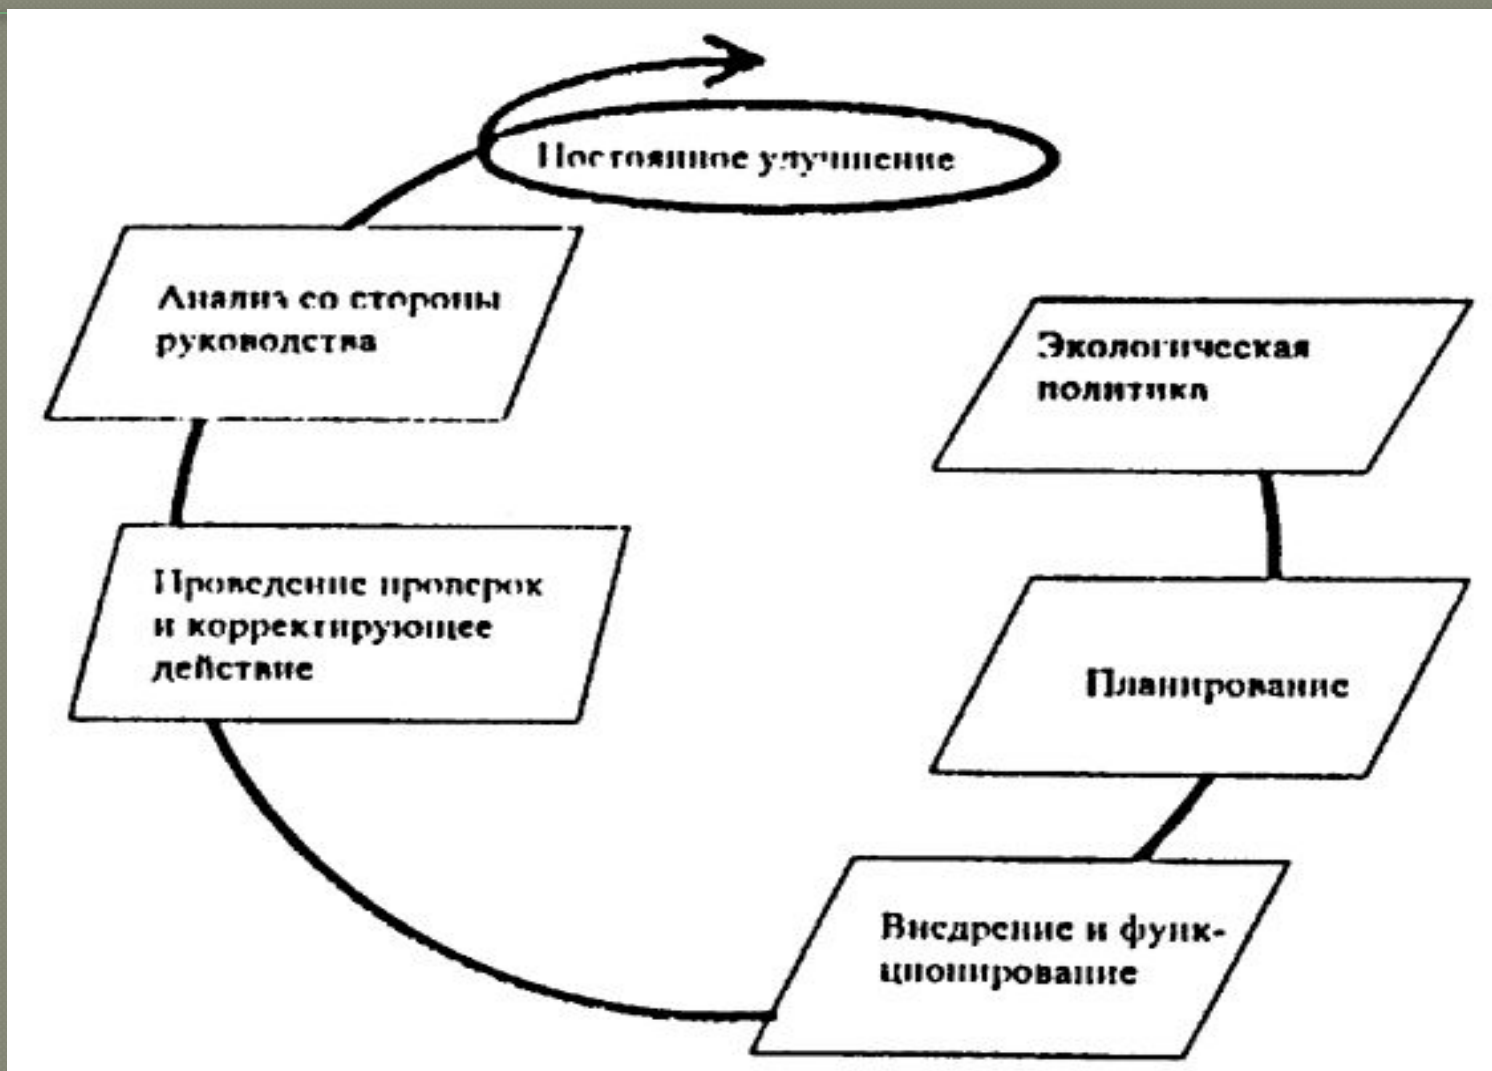 Постоянное улучшение
Анализ со стороны
руководства
Экологическая
политика
Проведение проверок
и корректирующее
действие
Планирование
Внедрение и функ-
ционирование